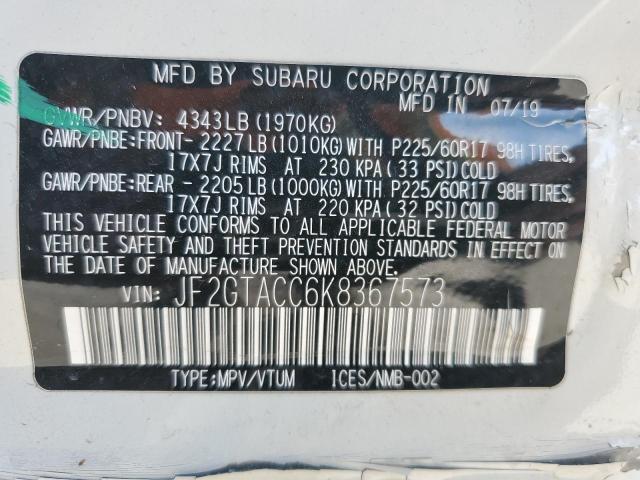 MFD BY SUBARU CORPORATION
MFD IN 07/19
GVWR/PNBV: 4343LB (1970KG)
GAWR/PNBE:FRONT- 2227 LB (1010KG) WITH P225/60R17 98H TIRES,
17X7J RIMS AT 230 KPA (33 PSI) COLD
GAWR/PNBE:REAR - 2205 LB (1000KG) WITH P225/60R17 98H TIRES,
17X7J RIMS AT 220 KPA (32 PSI) COLD
THIS VEHICLE CONFORMS TO ALL APPLICABLE FEDERAL MOTOR
VEHICLE SAFETY AND THEFT PREVENTION STANDARDS IN EFFECT ON
THE DATE OF MANUFACTURE SHOWN ABOVE.
VIN: JF2GTACC6K8367573
TYPE:MPV/VTUM ICES/NMB-002